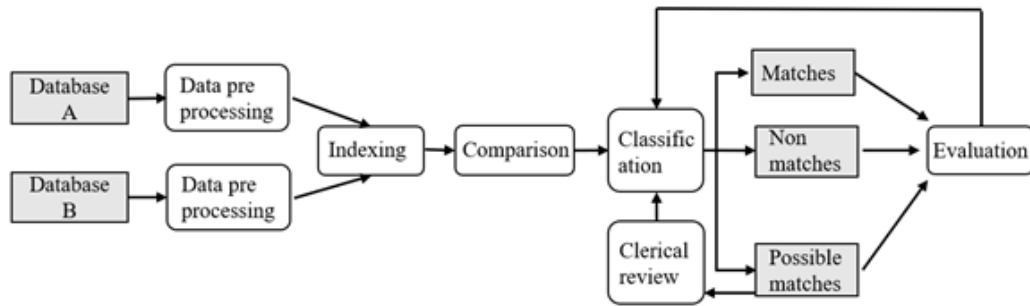 Database
A
Data pre
processing
Database
B
Data pre
processing
Indexing
Comparison
Classific
ation
Clerical
review
Matches
Non
matches
Possible
matches
Evaluation